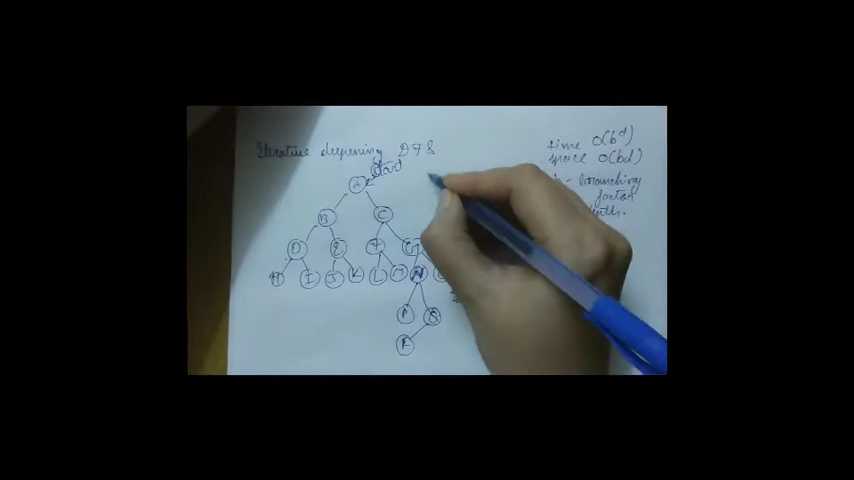 Iterative deepening DFS
time O(b^d)
space O(bd)
start
b - branching
factor
A
B
C
D
E
F
G
H
I
J
K
L
M
N
P
Q
R